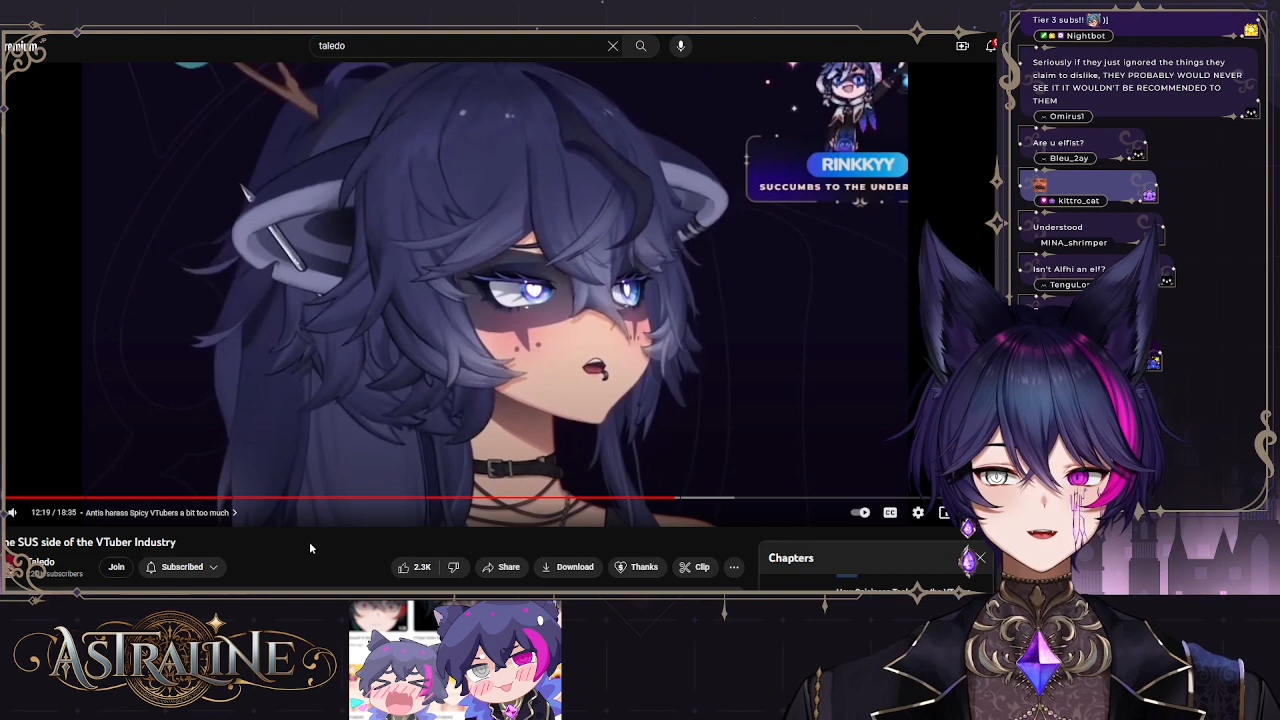 taledo
RINKKYY
SUCCUMBS TO THE UNDER
12:19 / 18:35 • Antis harass Spicy VTubers a bit too much
CC
he SUS side of the VTuber Industry
Taledo
subscribers
Join
Subscribed
2.3K
Share
Download
Thanks
Clip
Chapters
Tier 3 subs!! )]
Nightbot
Seriously if they just ignored the things they
claim to dislike, THEY PROBABLY WOULD NEVER
SEE IT IT WOULDN'T BE RECOMMENDED TO
THEM
Omirus1
Are u elfist?
Bleu_2ay
kittro_cat
Understood
MINA_shrimper
Isn't Alfhi an elf?
TenguLor
ASTRALINE